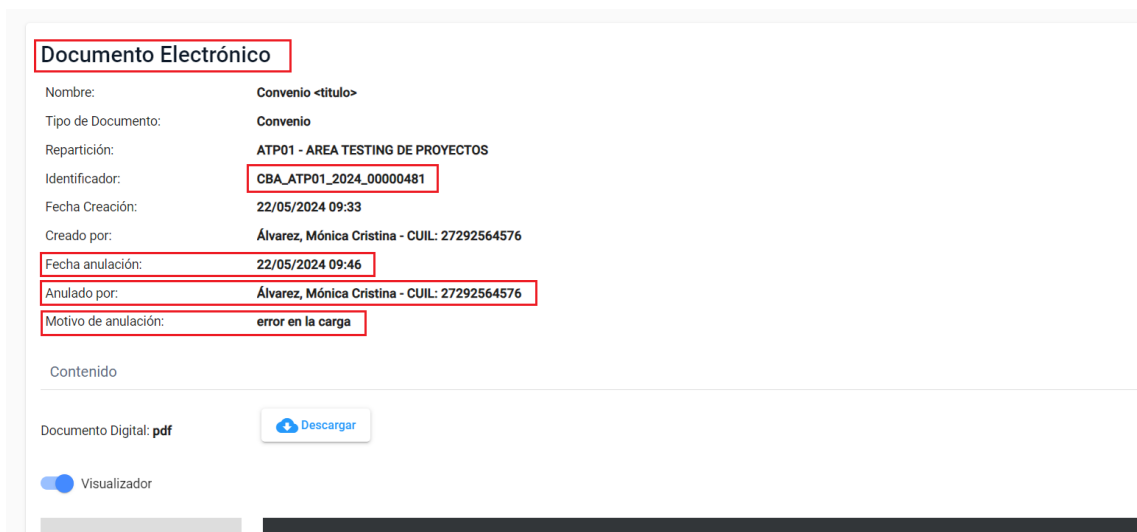 Documento Electrónico
Nombre: Convenio <titulo>
Tipo de Documento: Convenio
Repartición: ATP01 - AREA TESTING DE PROYECTOS
Identificador: CBA_ATP01_2024_00000481
Fecha Creación: 22/05/2024 09:33
Creado por: Álvarez, Mónica Cristina - CUIL: 27292564576
Fecha anulación: 22/05/2024 09:46
Anulado por: Álvarez, Mónica Cristina - CUIL: 27292564576
Motivo de anulación: error en la carga
Contenido
Documento Digital: pdf Descargar
Visualizador